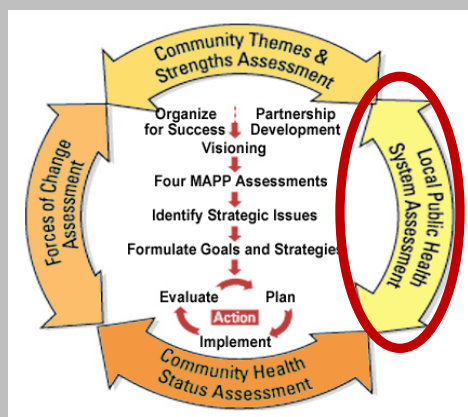 Community Themes &
Strengths Assessment
Organize
for Success
Partnership
Development
Visioning
Four MAPP Assessments
Identify Strategic Issues
Formulate Goals and Strategies
Evaluate
Plan
Action
Implement
Forces of Change
Assessment
Local Public Health
System Assessment
Community Health
Status Assessment